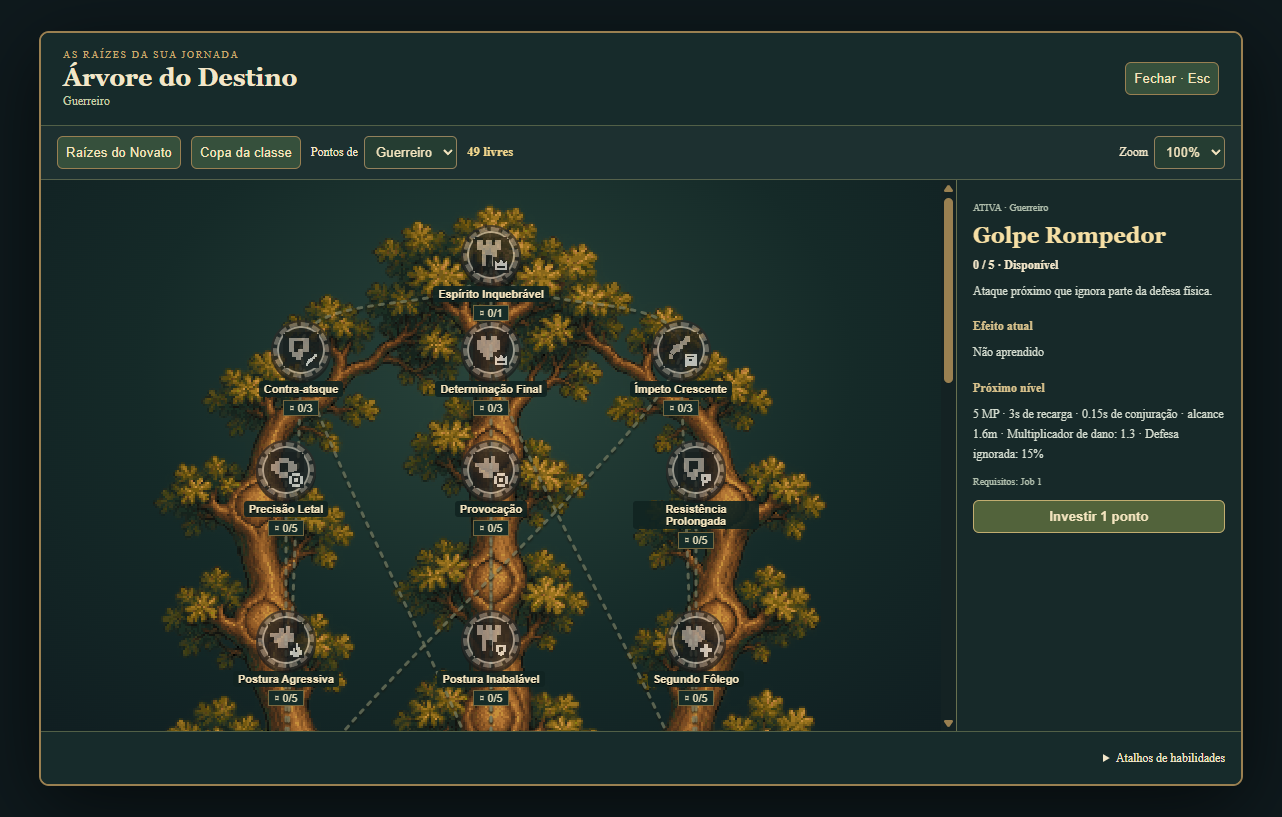 AS RAÍZES DA SUA JORNADA
Árvore do Destino
Guerreiro
Fechar · Esc
Raízes do Novato
Copa da classe
Pontos de
Guerreiro
49 livres
Zoom
100%
Espírito Inquebrável
¤ 0/1
Contra-ataque
¤ 0/3
Determinação Final
¤ 0/3
Ímpeto Crescente
¤ 0/3
Precisão Letal
¤ 0/5
Provocação
¤ 0/5
Resistência
Prolongada
¤ 0/5
Postura Agressiva
¤ 0/5
Postura Inabalável
¤ 0/5
Segundo Fôlego
¤ 0/5
ATIVA · Guerreiro
Golpe Rompedor
0 / 5 · Disponível
Ataque próximo que ignora parte da defesa física.
Efeito atual
Não aprendido
Próximo nível
5 MP · 3s de recarga · 0.15s de conjuração · alcance
1.6m · Multiplicador de dano: 1.3 · Defesa
ignorada: 15%
Requisitos: Job 1
Investir 1 ponto
Atalhos de habilidades